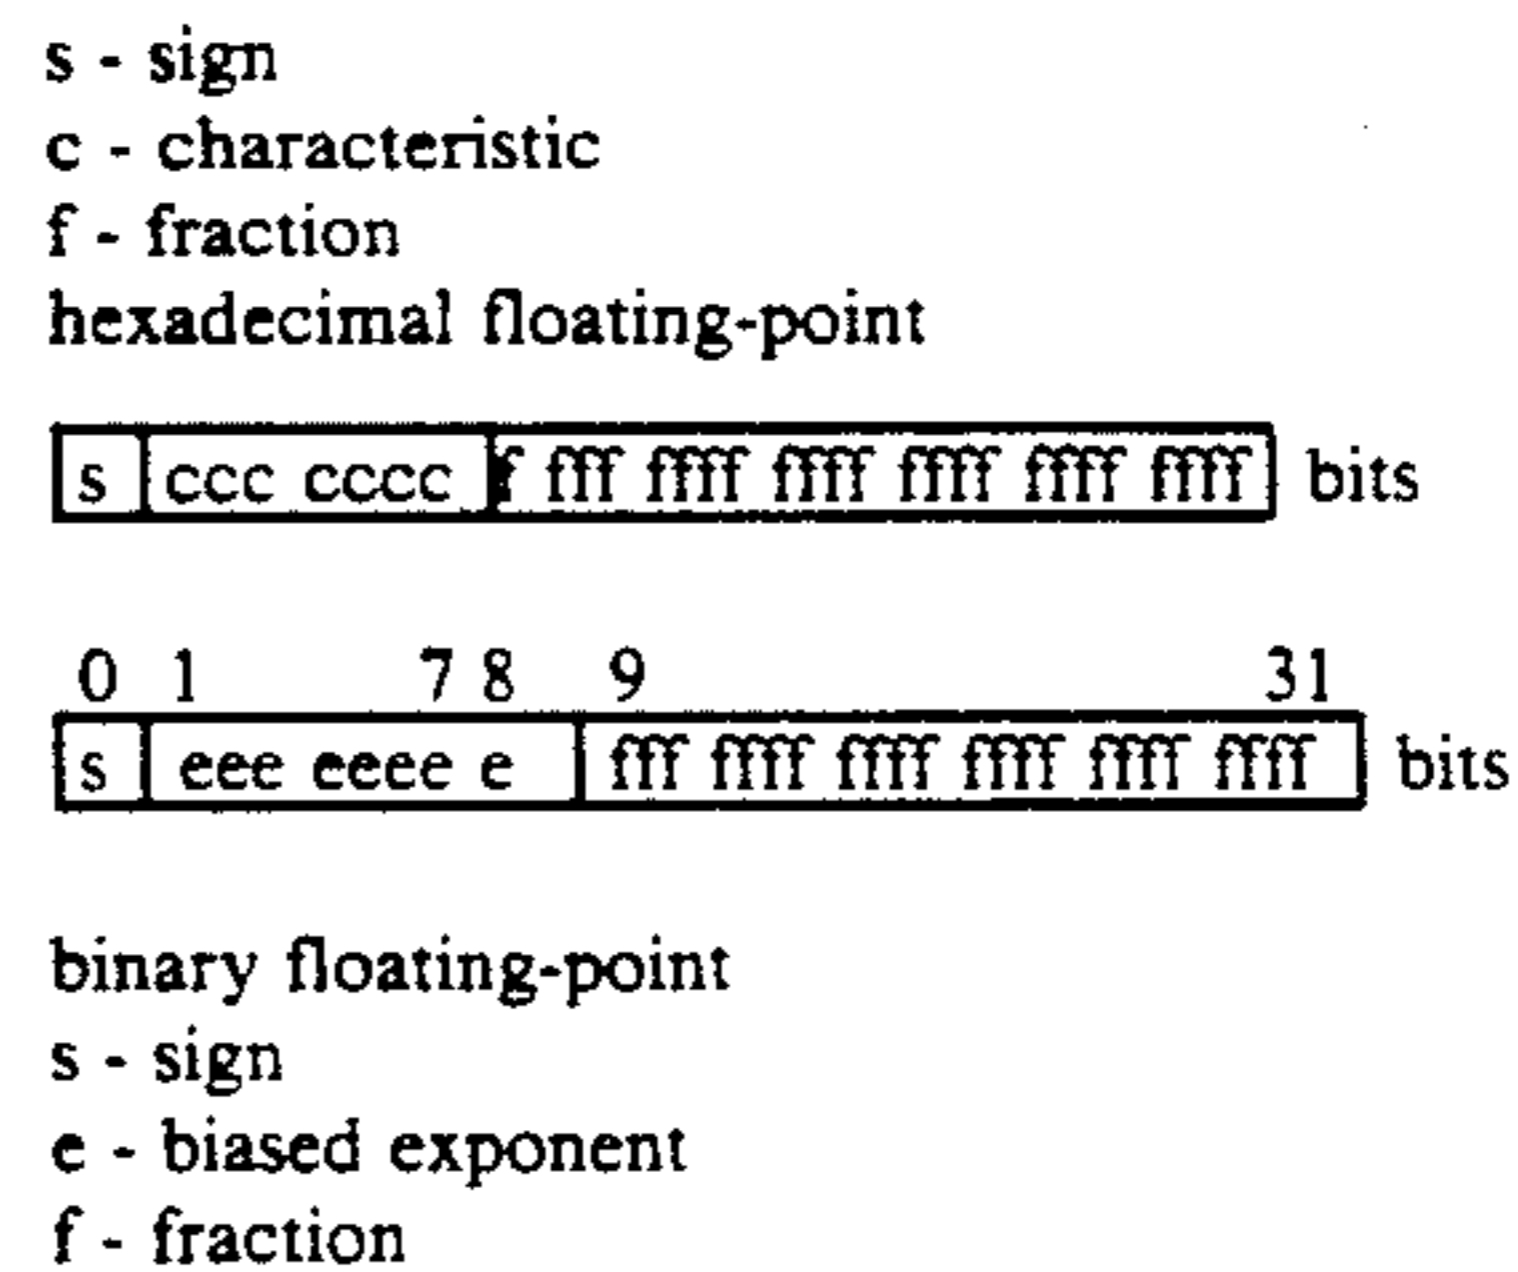 s - sign
c - characteristic
f - fraction
hexadecimal floating-point
s ccc cccc f fff ffff ffff ffff ffff ffff bits
0 1 7 8 9 31
s eee eeee e fff ffff ffff ffff ffff ffff bits
binary floating-point
s - sign
e - biased exponent
f - fraction